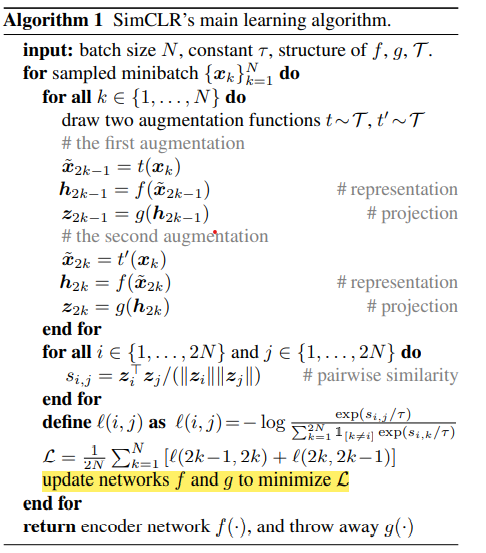 Algorithm 1 SimCLR's main learning algorithm.
input: batch size N, constant τ, structure of f, g, 𝒯.
for sampled minibatch {x_k}_{k=1}^N do
for all k ∈ {1, . . . , N} do
draw two augmentation functions t∼𝒯, t′∼𝒯
# the first augmentation
x̃_{2k−1} = t(x_k)
h_{2k−1} = f(x̃_{2k−1}) # representation
z_{2k−1} = g(h_{2k−1}) # projection
# the second augmentation
x̃_{2k} = t′(x_k)
h_{2k} = f(x̃_{2k}) # representation
z_{2k} = g(h_{2k}) # projection
end for
for all i ∈ {1, . . . , 2N} and j ∈ {1, . . . , 2N} do
s_{i,j} = z_i^⊤ z_j/(‖z_i‖‖z_j‖) # pairwise similarity
end for
define ℓ(i, j) as ℓ(i, j)=− log exp(s_{i,j}/τ) / ∑_{k=1}^{2N} 𝟙_{[k≠i]} exp(s_{i,k}/τ)
ℒ = 1/2N ∑_{k=1}^N [ℓ(2k−1, 2k) + ℓ(2k, 2k−1)]
update networks f and g to minimize ℒ
end for
return encoder network f(·), and throw away g(·)